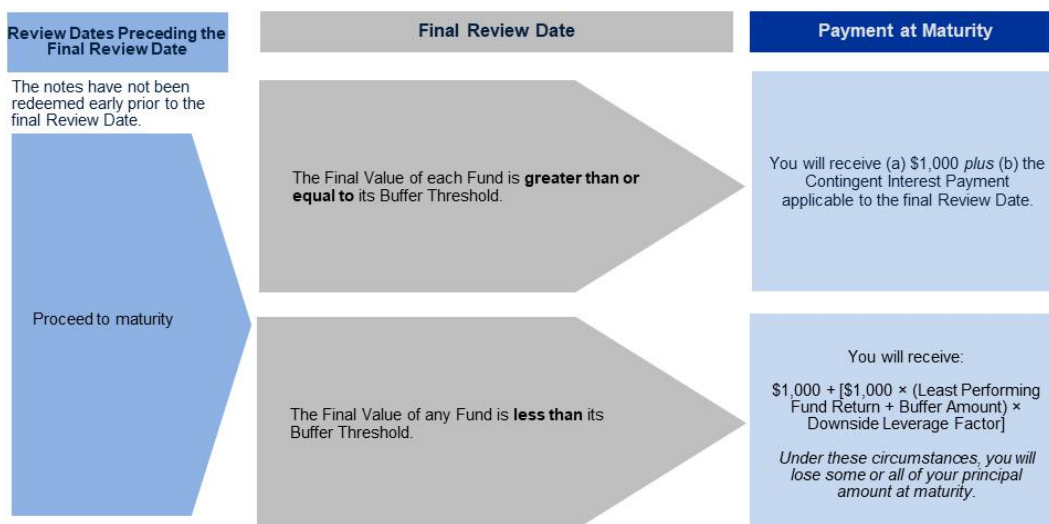 Review Dates Preceding the
Final Review Date
Final Review Date
Payment at Maturity
The notes have not been
redeemed early prior to the
final Review Date.
Proceed to maturity
The Final Value of each Fund is greater than or
equal to its Buffer Threshold.
You will receive (a) $1,000 plus (b) the
Contingent Interest Payment
applicable to the final Review Date.
The Final Value of any Fund is less than its
Buffer Threshold.
You will receive:
$1,000 + [$1,000 × (Least Performing
Fund Return + Buffer Amount) ×
Downside Leverage Factor]
Under these circumstances, you will
lose some or all of your principal
amount at maturity.